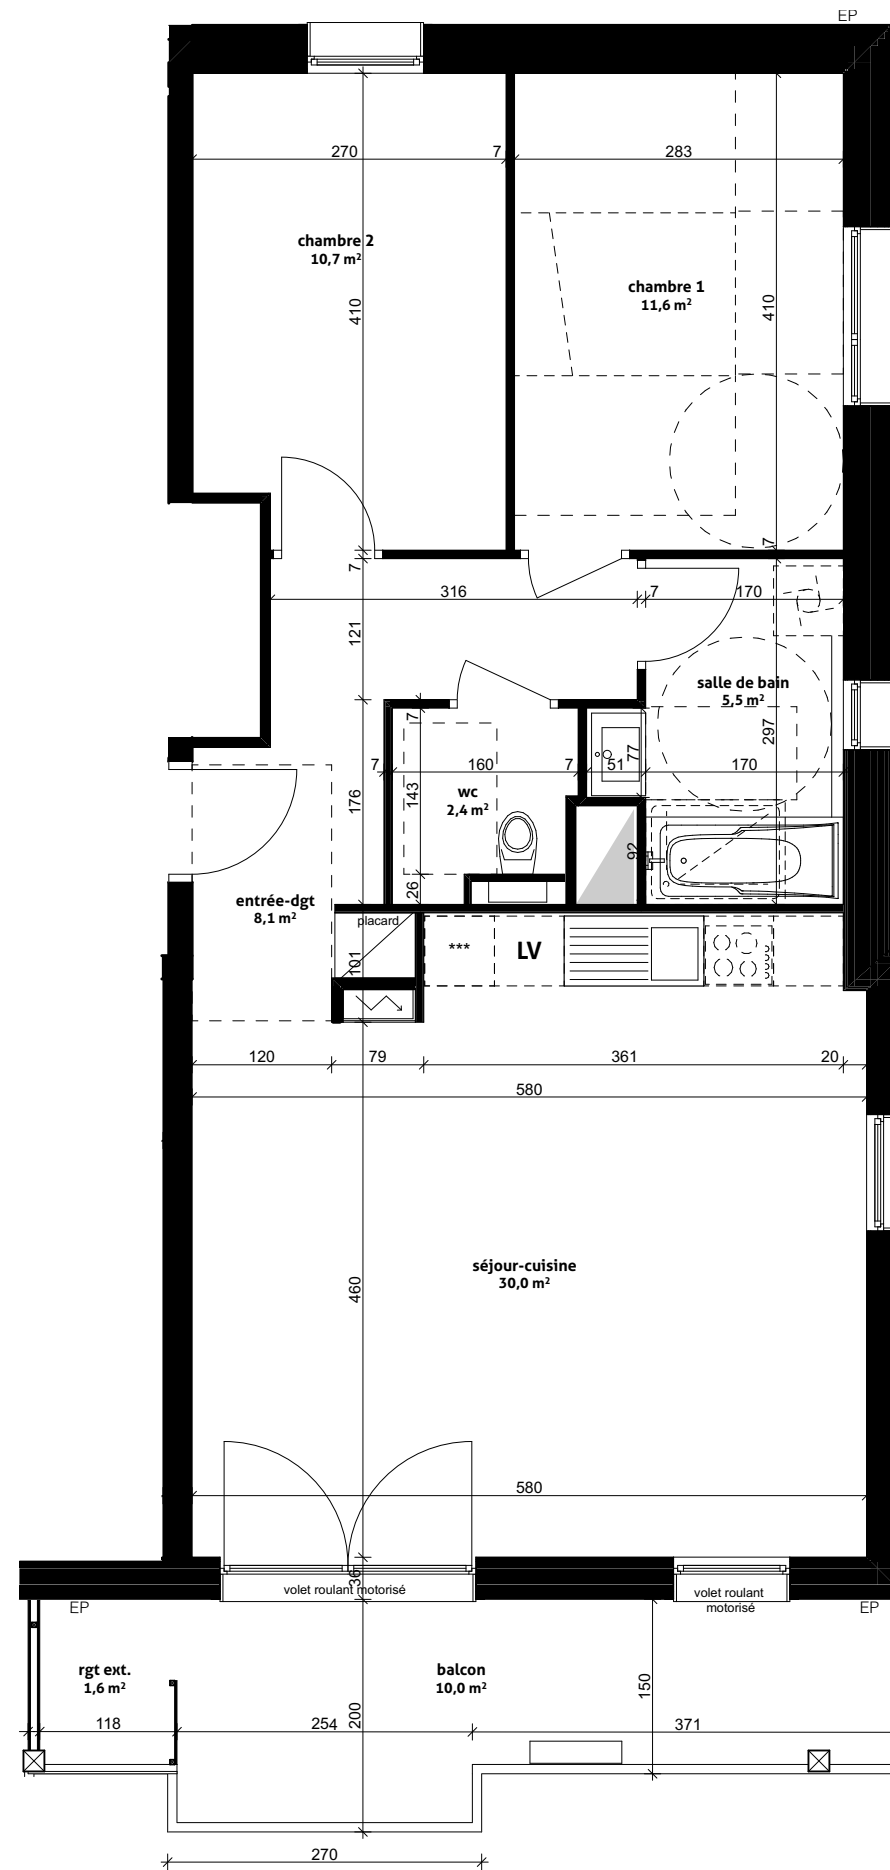 EP
270
7
283
chambre 2
10,7 m²
chambre 1
11,6 m²
410
410
7
7
316
7
170
121
salle de bain
5,5 m²
297
7
7
160
7
51
77
170
wc
2,4 m²
143
176
92
26
entrée-dgt
8,1 m²
placard
101
***
LV
120
79
361
20
580
séjour-cuisine
30,0 m²
460
580
36
volet roulant motorisé
volet roulant
motorisé
EP
EP
rgt ext.
1,6 m²
balcon
10,0 m²
150
118
254
200
371
270